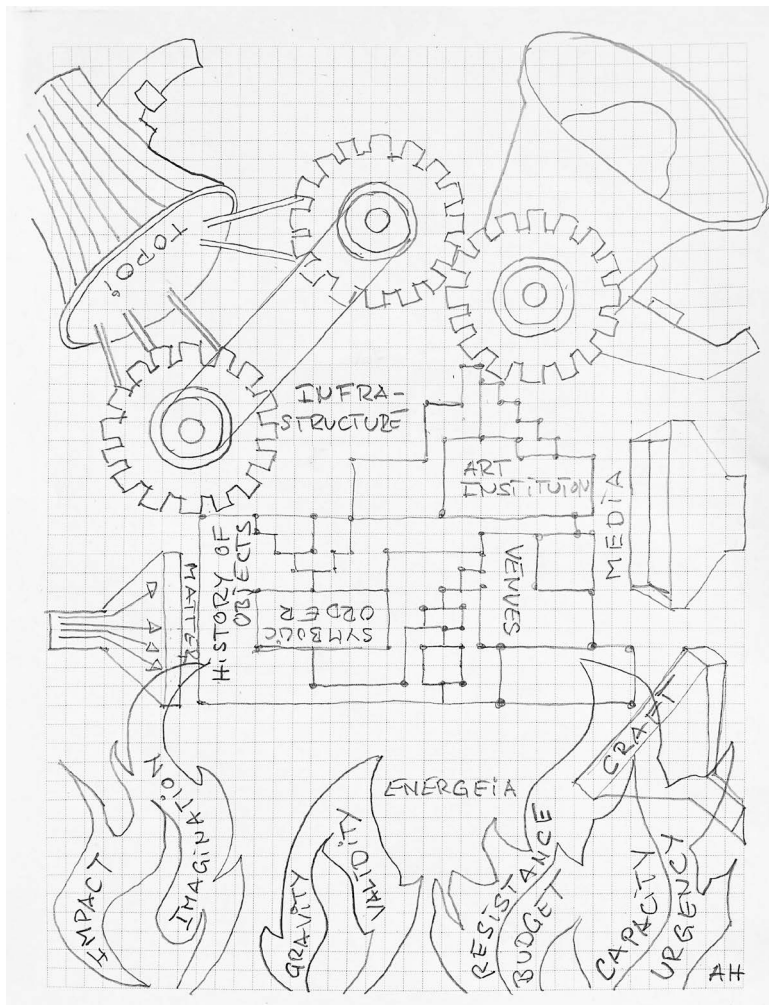 TOPOI
INFRA-
STRUCTURE
ART
INSTITUTION
MEDIA
HISTORY OF
OBJECTS
MATTER
SYMBOLIC
ORDER
VENUES
CRAFT
ENERGEIA
IMPACT
IMAGINATION
GRAVITY
VALIDITY
RESISTANCE
BUDGET
CAPACITY
URGENCY
AH